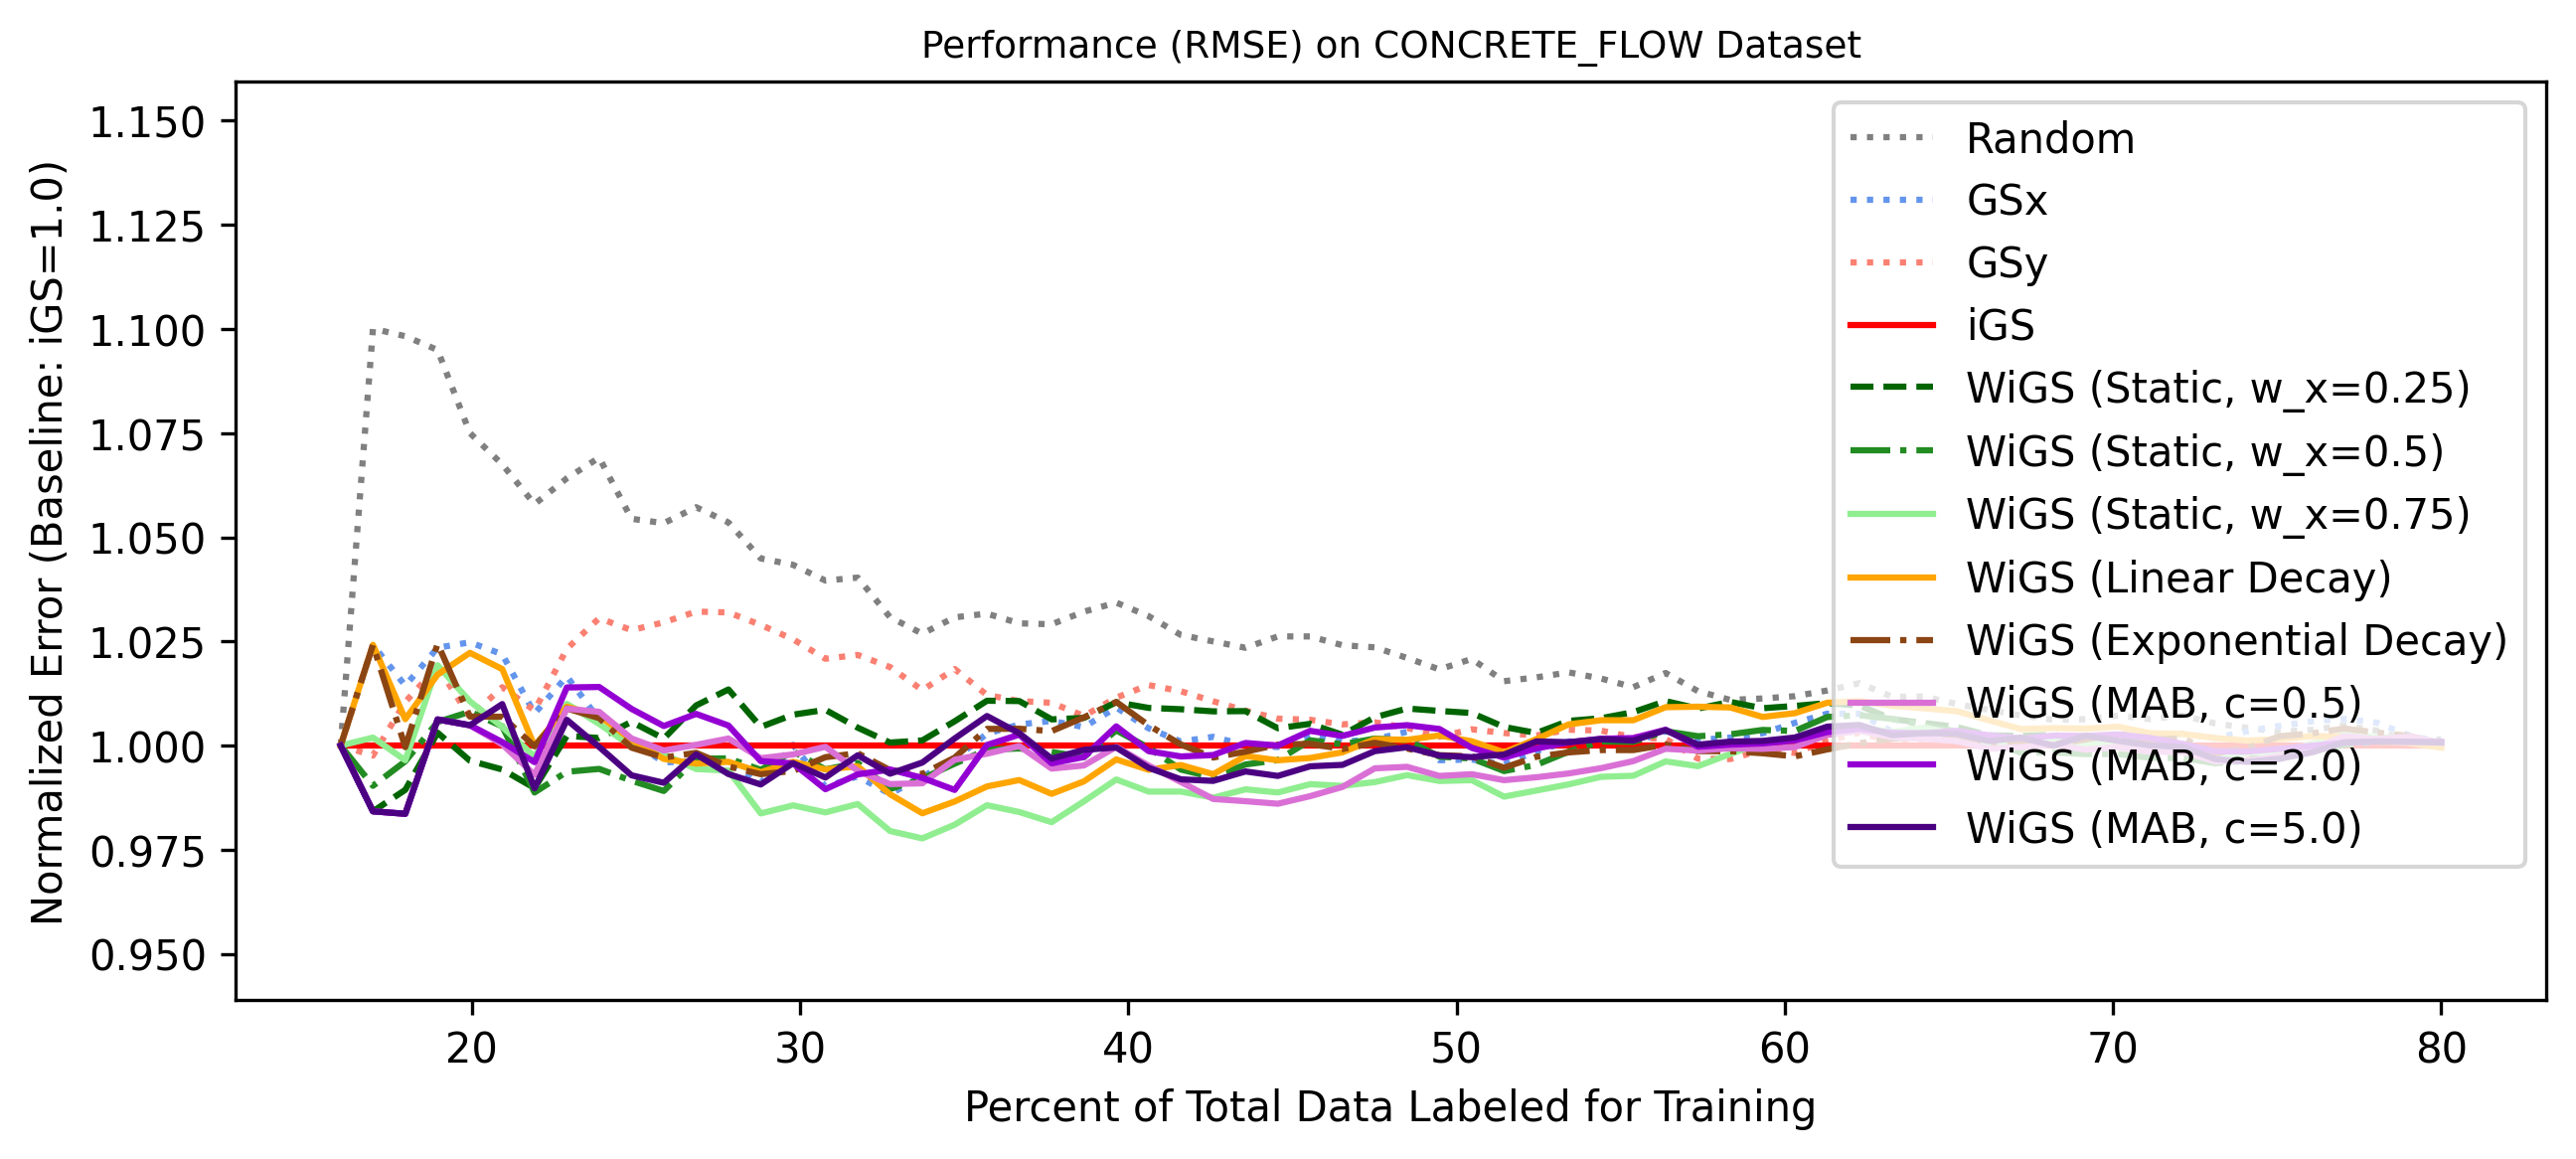 Performance (RMSE) on CONCRETE_FLOW Dataset
Normalized Error (Baseline: iGS=1.0)
1.150
1.125
1.100
1.075
1.050
1.025
1.000
0.975
0.950
Random
GSx
GSy
iGS
WiGS (Static, w_x=0.25)
WiGS (Static, w_x=0.5)
WiGS (Static, w_x=0.75)
WiGS (Linear Decay)
WiGS (Exponential Decay)
WiGS (MAB, c=0.5)
WiGS (MAB, c=2.0)
WiGS (MAB, c=5.0)
20 30 40 50 60 70 80
Percent of Total Data Labeled for Training